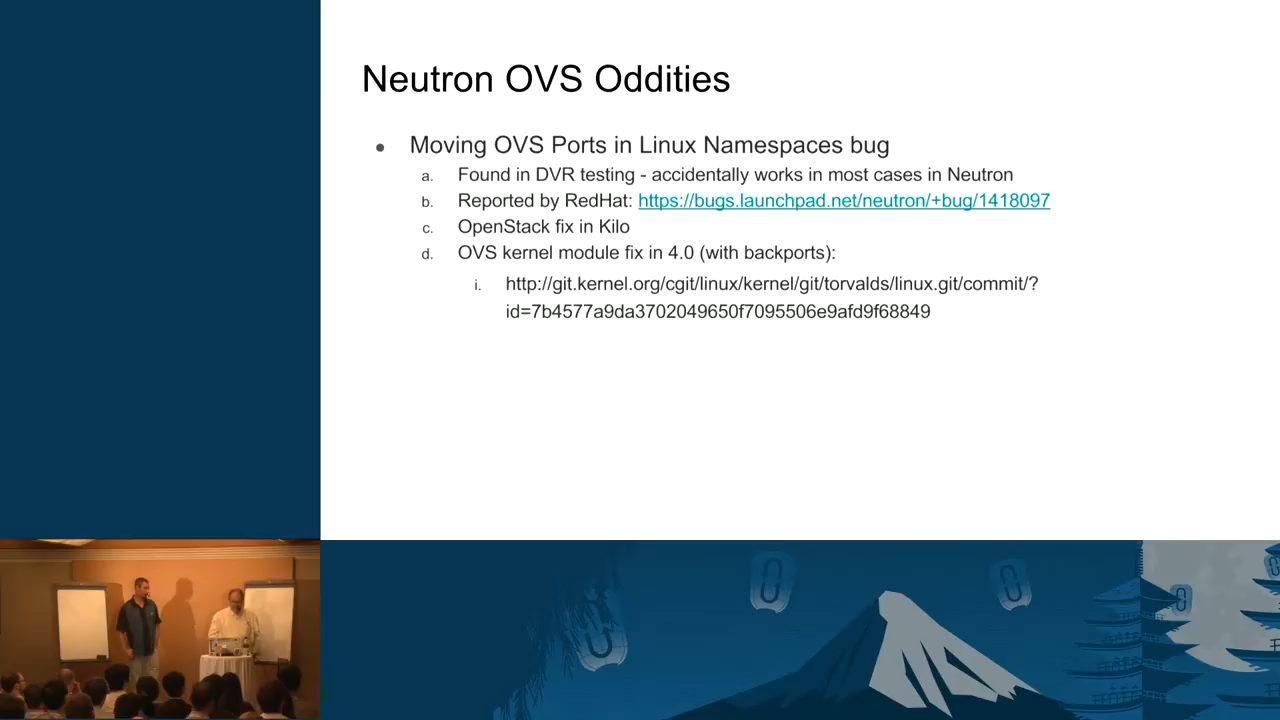 Neutron OVS Oddities
● Moving OVS Ports in Linux Namespaces bug
a. Found in DVR testing - accidentally works in most cases in Neutron
b. Reported by RedHat: https://bugs.launchpad.net/neutron/+bug/1418097
c. OpenStack fix in Kilo
d. OVS kernel module fix in 4.0 (with backports):
i. http://git.kernel.org/cgit/linux/kernel/git/torvalds/linux.git/commit/?
id=7b4577a9da3702049650f7095506e9afd9f68849